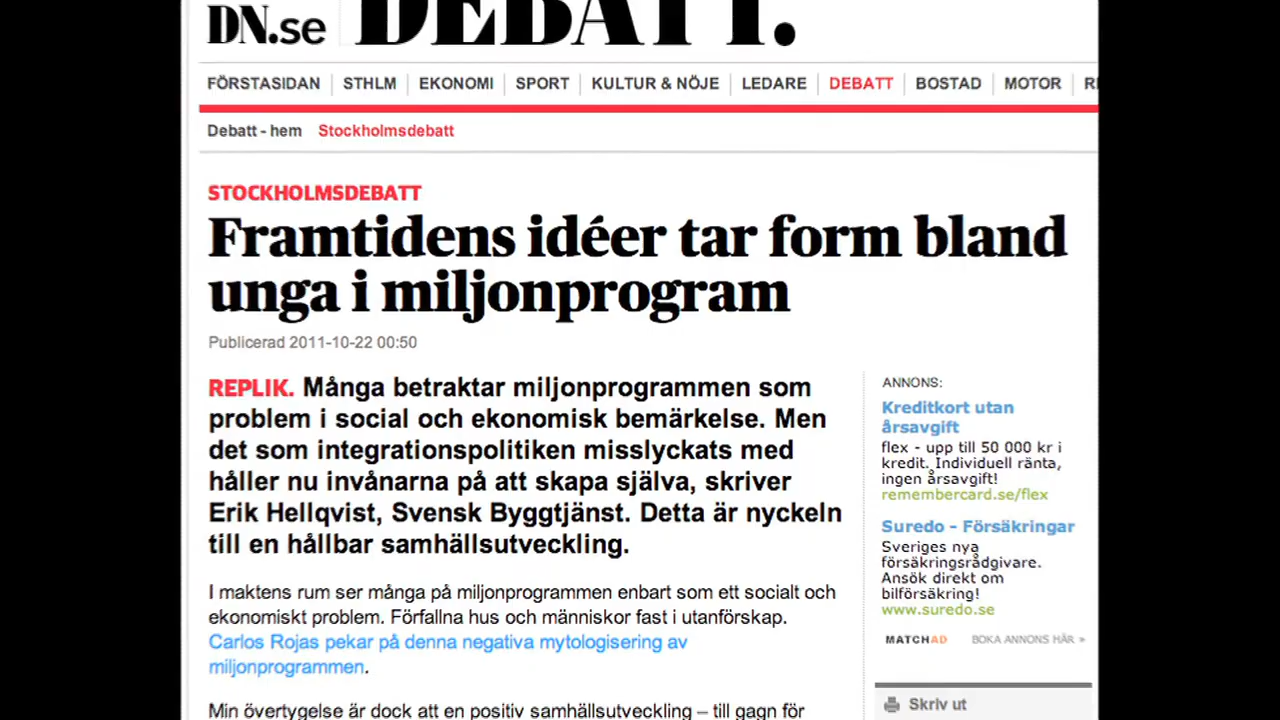 DN.se DEBATT.
FÖRSTASIDAN STHLM EKONOMI SPORT KULTUR & NÖJE LEDARE DEBATT BOSTAD MOTOR
Debatt - hem Stockholmsdebatt
STOCKHOLMSDEBATT
Framtidens idéer tar form bland
unga i miljonprogram
Publicerad 2011-10-22 00:50
REPLIK. Många betraktar miljonprogrammen som
problem i social och ekonomisk bemärkelse. Men
det som integrationspolitiken misslyckats med
håller nu invånarna på att skapa själva, skriver
Erik Hellqvist, Svensk Byggtjänst. Detta är nyckeln
till en hållbar samhällsutveckling.
I maktens rum ser många på miljonprogrammen enbart som ett socialt och
ekonomiskt problem. Förfallna hus och människor fast i utanförskap.
Carlos Rojas pekar på denna negativa mytologisering av
miljonprogrammen.
Min övertygelse är dock att en positiv samhällsutveckling – till gagn för
ANNONS:
Kreditkort utan
årsavgift
flex - upp till 50 000 kr i
kredit. Individuell ränta,
ingen årsavgift!
remembercard.se/flex
Suredo - Försäkringar
Sveriges nya
försäkringsrådgivare.
Ansök direkt om
bilförsäkring!
www.suredo.se
MATCHAD BOKA ANNONS HÄR »
Skriv ut